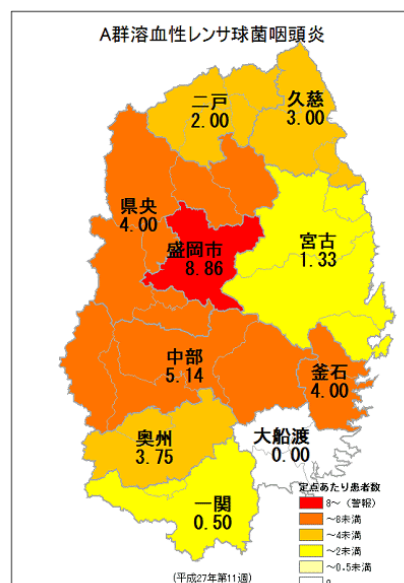 A群溶血性レンサ球菌咽頭炎
二戸
2.00
久慈
3.00
県央
4.00
盛岡市
8.86
宮古
1.33
中部
5.14
釜石
4.00
奥州
3.75
大船渡
0.00
一関
0.50
定点あたり患者数
8～（警報）
～8未満
～4未満
～2未満
～0.5未満
0
(平成27年第11週)